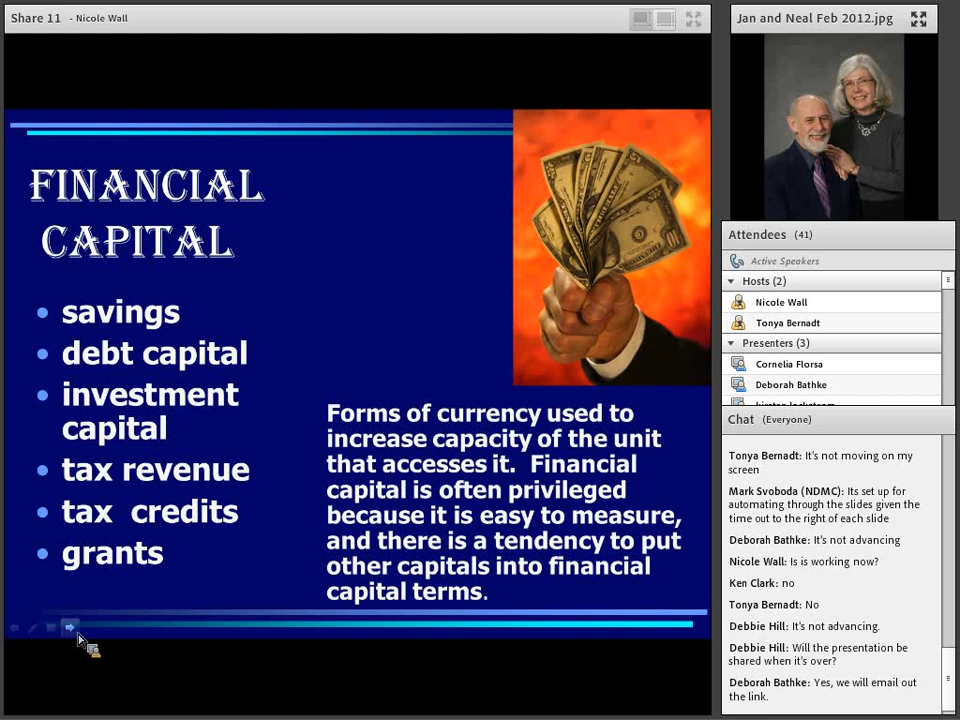 Share 11 - Nicole Wall
FINANCIAL
CAPITAL
• savings
• debt capital
• investment
capital
• tax revenue
• tax credits
• grants
Forms of currency used to
increase capacity of the unit
that accesses it. Financial
capital is often privileged
because it is easy to measure,
and there is a tendency to put
other capitals into financial
capital terms.
Jan and Neal Feb 2012.jpg
Attendees (41)
Active Speakers
Hosts (2)
Nicole Wall
Tonya Bernadt
Presenters (3)
Cornelia Florsa
Deborah Bathke
Chat (Everyone)
Tonya Bernadt: It's not moving on my
screen
Mark Svoboda (NDMC): Its set up for
automating through the slides given the
time out to the right of each slide
Deborah Bathke: It's not advancing
Nicole Wall: Is is working now?
Ken Clark: no
Tonya Bernadt: No
Debbie Hill: It's not advancing.
Debbie Hill: Will the presentation be
shared when it's over?
Deborah Bathke: Yes, we will email out
the link.